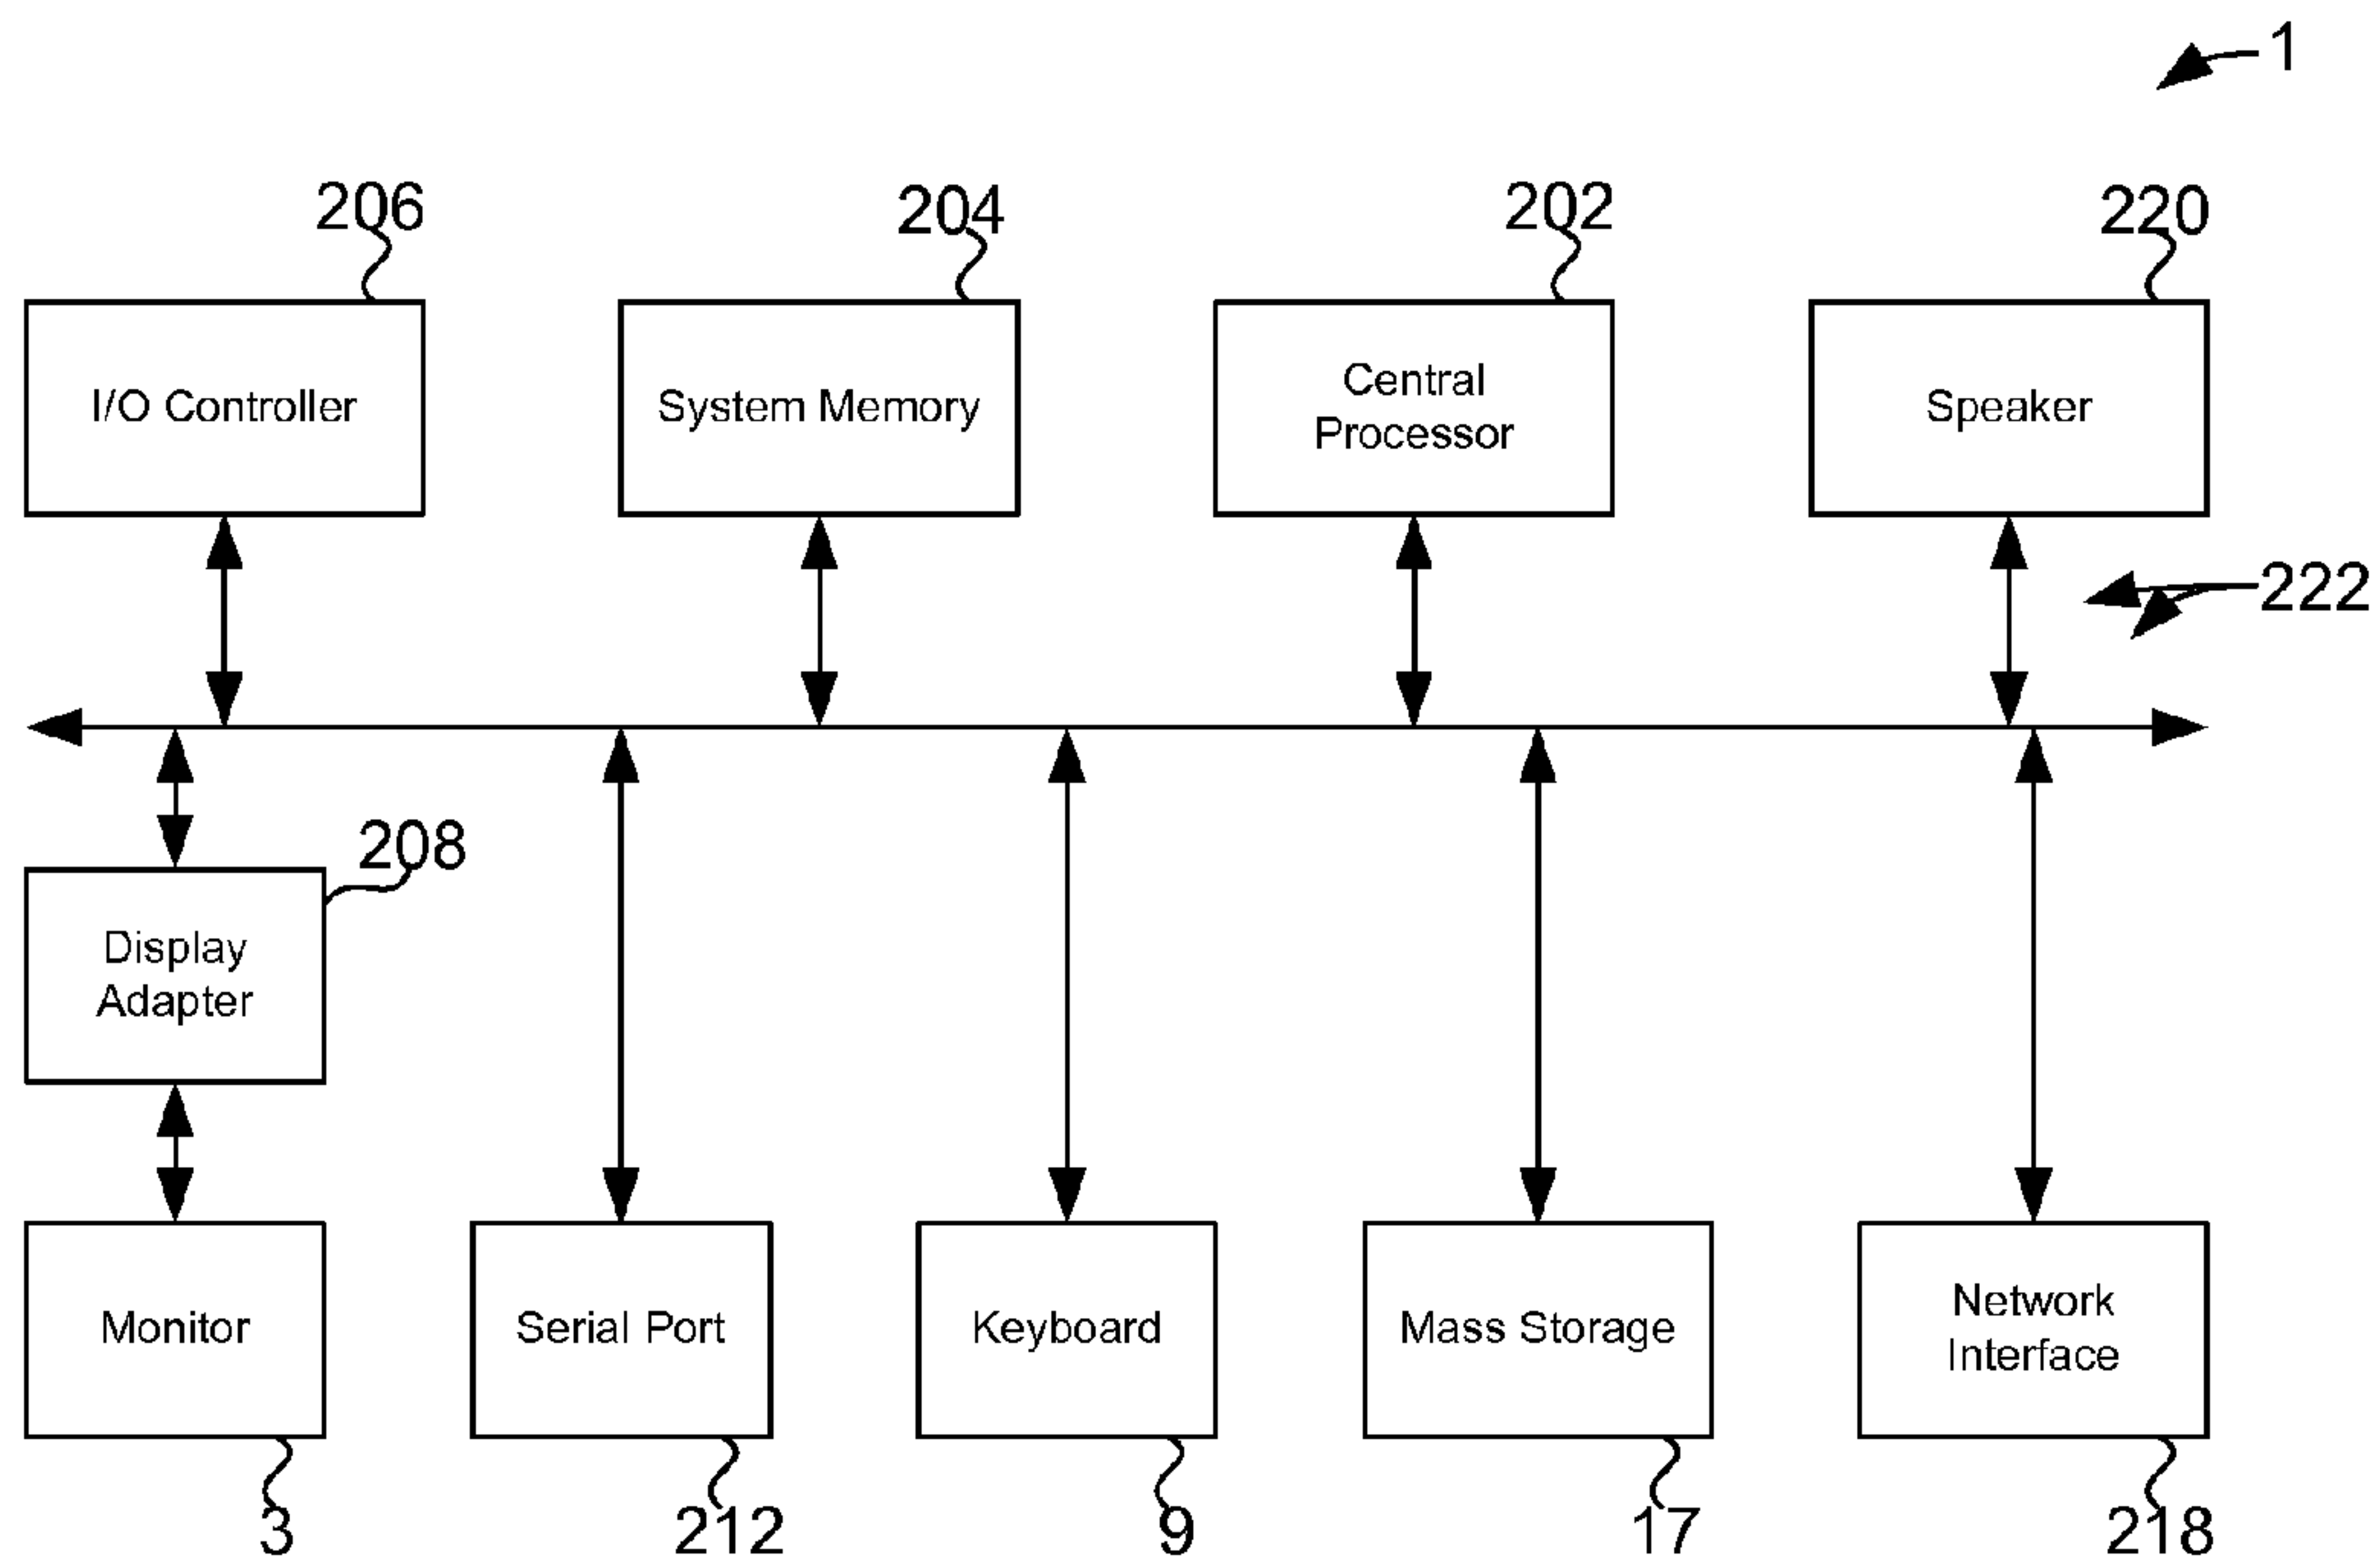 1
206
204
202
220
I/O Controller
System Memory
Central
Processor
Speaker
222
208
Display
Adapter
Monitor
Serial Port
Keyboard
Mass Storage
Network
Interface
3
212
9
17
218